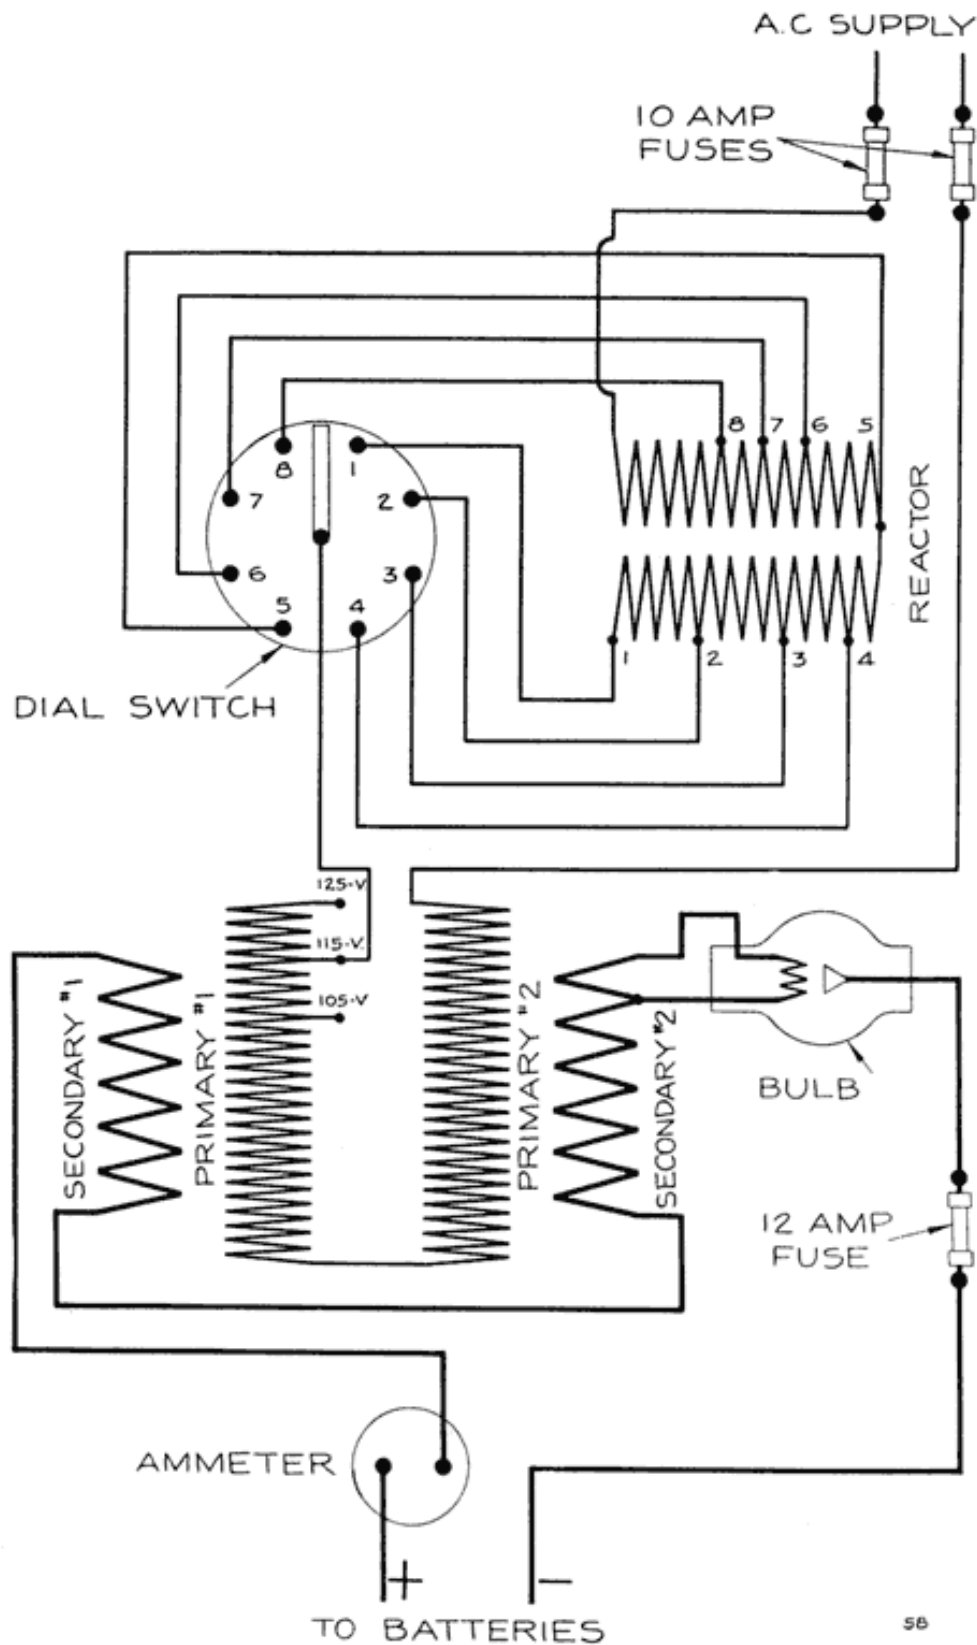 A.C SUPPLY
10 AMP
FUSES
8 7 6 5
8 1
7 2
6 3
5 4
REACTOR
1 2 3 4
DIAL SWITCH
125-V.
115-V.
105-V
SECONDARY #1
PRIMARY #1
PRIMARY #2
SECONDARY #2
BULB
12 AMP
FUSE
AMMETER
+ −
TO BATTERIES
58